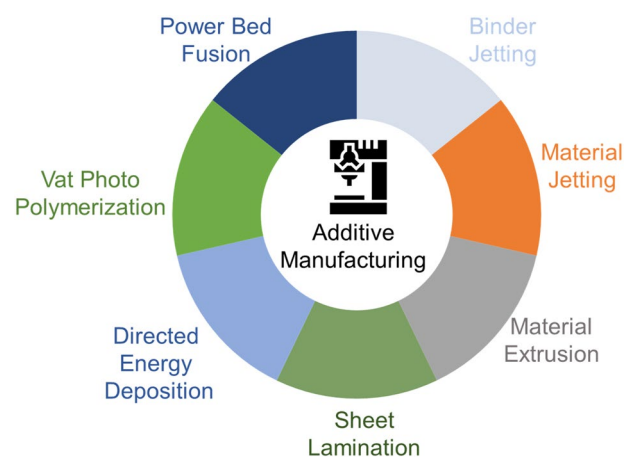 Power Bed
Fusion
Binder
Jetting
Material
Jetting
Vat Photo
Polymerization
Additive
Manufacturing
Material
Extrusion
Directed
Energy
Deposition
Sheet
Lamination